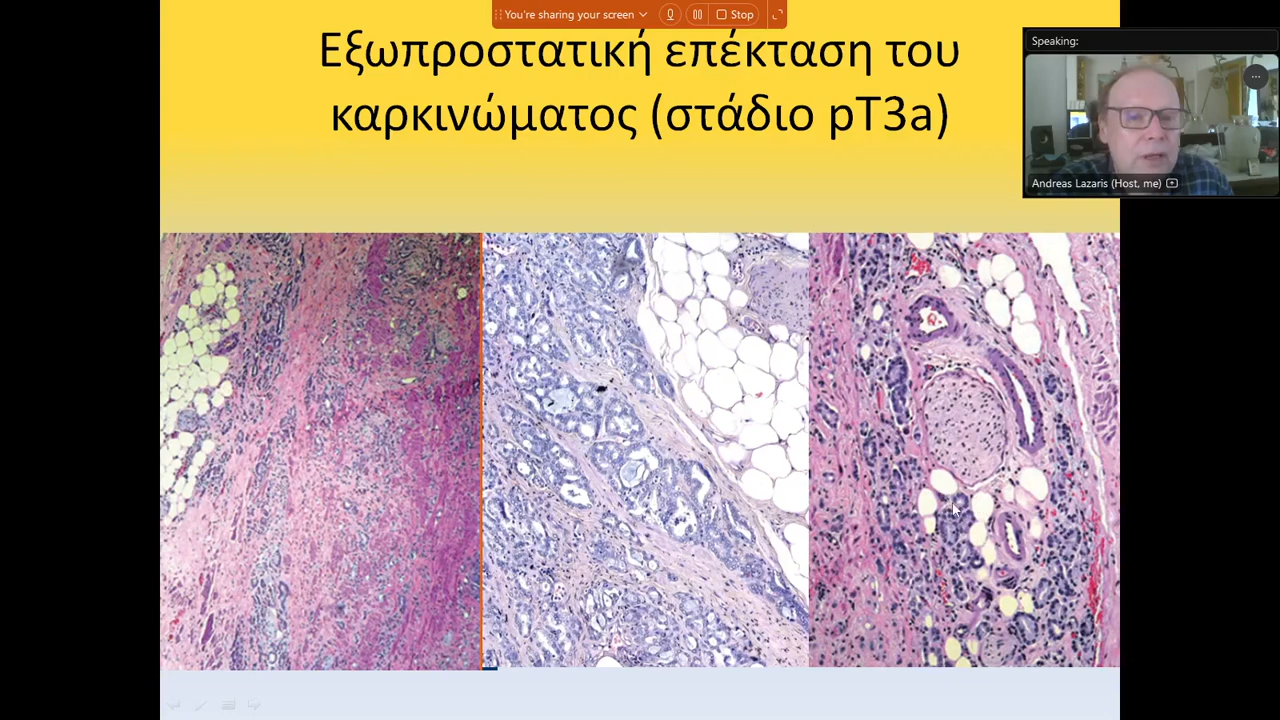 You're sharing your screen
Stop
Εξωπροστατική επέκταση του
καρκινώματος (στάδιο pT3a)
Speaking:
Andreas Lazaris (Host, me)